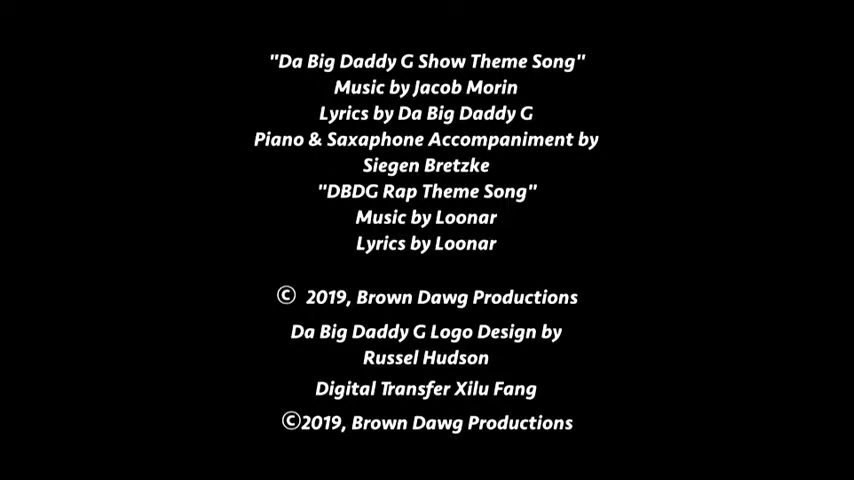 "Da Big Daddy G Show Theme Song"
Music by Jacob Morin
Lyrics by Da Big Daddy G
Piano & Saxaphone Accompaniment by
Siegen Bretzke
"DBDG Rap Theme Song"
Music by Loonar
Lyrics by Loonar
© 2019, Brown Dawg Productions
Da Big Daddy G Logo Design by
Russel Hudson
Digital Transfer Xilu Fang
©2019, Brown Dawg Productions